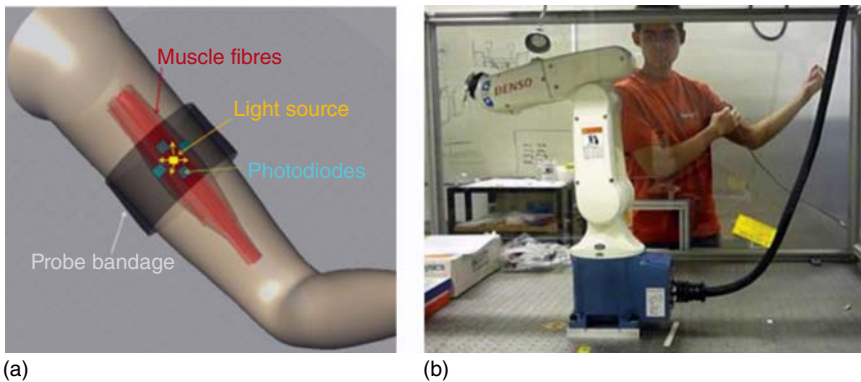 Muscle fibres
Light source
Photodiodes
Probe bandage
(a)
DENSO
(b)